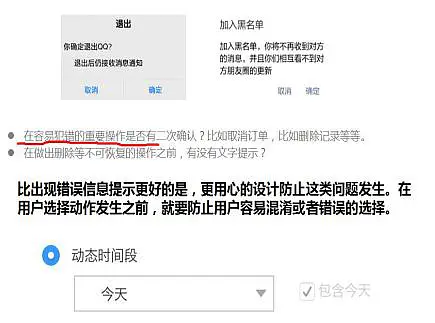 退出
你确定退出QQ?
退出后仍接收消息通知
取消
确定
加入黑名单
加入黑名单，你将不再收到对方
的消息，并且你们相互看不到对
方朋友圈的更新
取消
确定
在容易犯错的重要操作是否有二次确认？比如取消订单，比如删除记录等等。
在做出删除等不可恢复的操作之前，有没有文字提示？
比出现错误信息提示更好的是，更用心的设计防止这类问题发生。在
用户选择动作发生之前，就要防止用户容易混淆或者错误的选择。
动态时间段
今天
包含今天